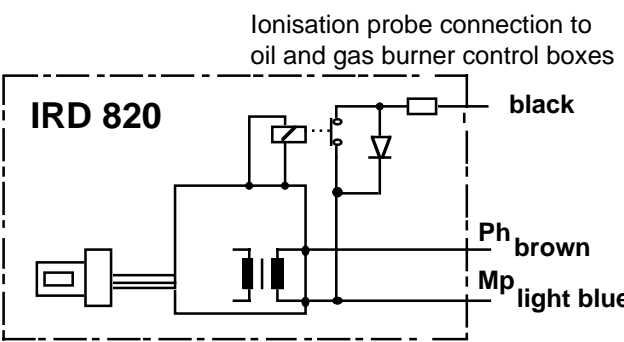 Ionisation probe connection to
oil and gas burner control boxes
IRD 820
black
Ph brown
Mp light blue